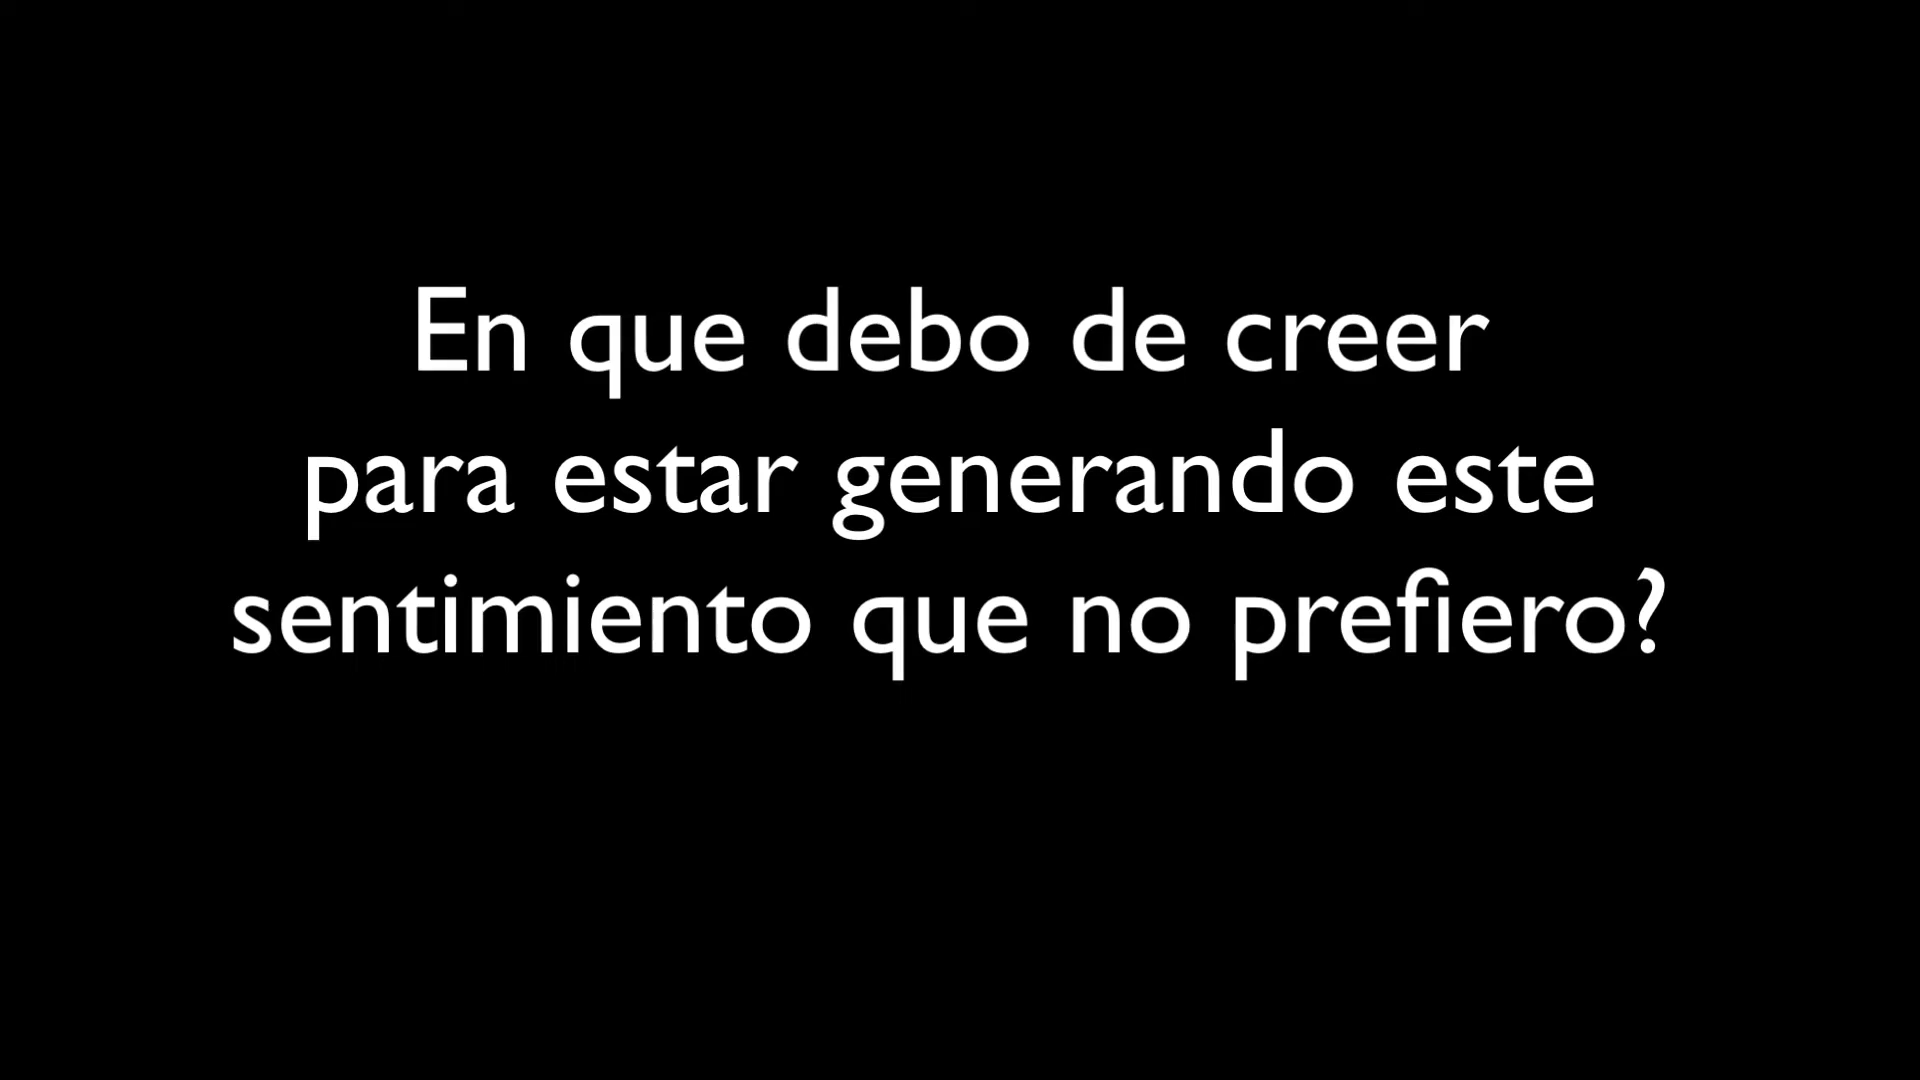 En que debo de creer
para estar generando este
sentimiento que no prefiero?